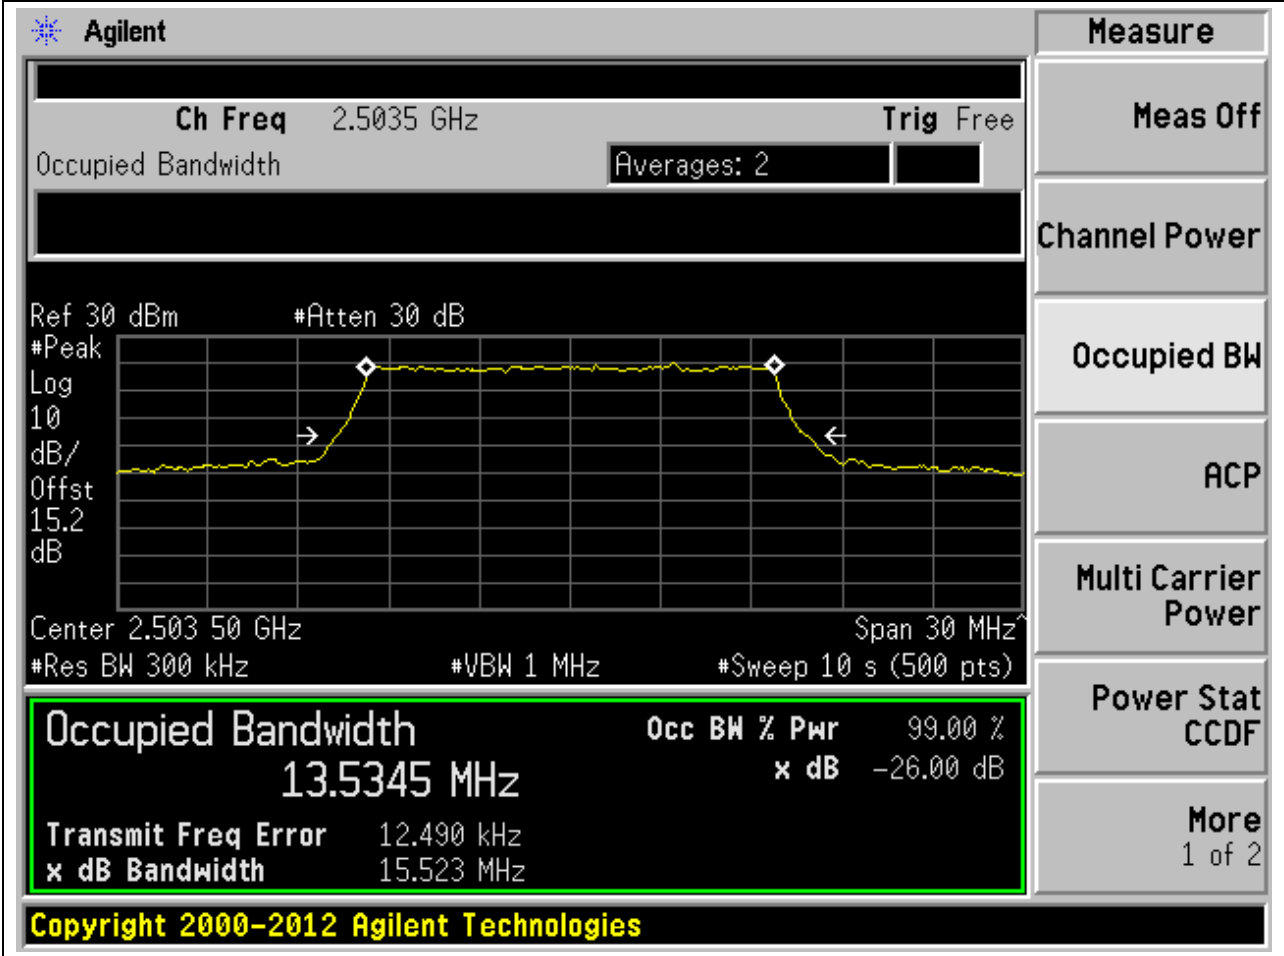 Agilent
Measure
Ch Freq 2.5035 GHz Trig Free
Occupied Bandwidth Averages: 2
Meas Off
Channel Power
Occupied BW
ACP
Multi Carrier
Power
Power Stat
CCDF
More
1 of 2
Ref 30 dBm #Atten 30 dB
#Peak
Log
10
dB/
Offst
15.2
dB
Center 2.503 50 GHz Span 30 MHz^
#Res BW 300 kHz #VBW 1 MHz #Sweep 10 s (500 pts)
Occupied Bandwidth Occ BW % Pwr 99.00 %
13.5345 MHz x dB -26.00 dB
Transmit Freq Error 12.490 kHz
x dB Bandwidth 15.523 MHz
Copyright 2000-2012 Agilent Technologies